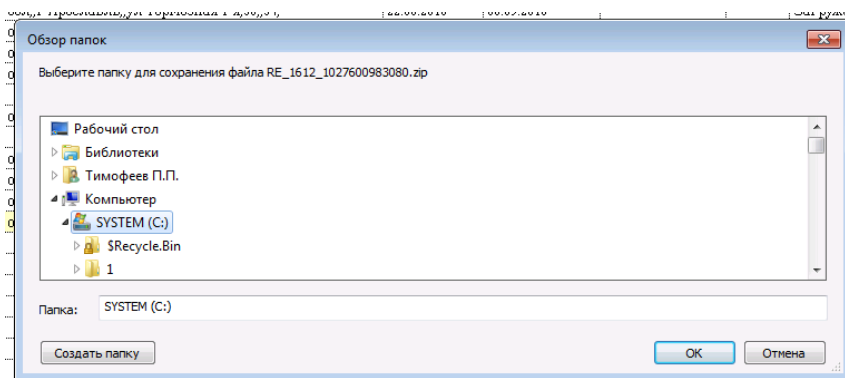 Обзор папок
Выберите папку для сохранения файла RE_1612_1027600983080.zip
Рабочий стол
Библиотеки
Тимофеев П.П.
Компьютер
SYSTEM (C:)
$Recycle.Bin
1
Папка: SYSTEM (C:)
Создать папку OK Отмена